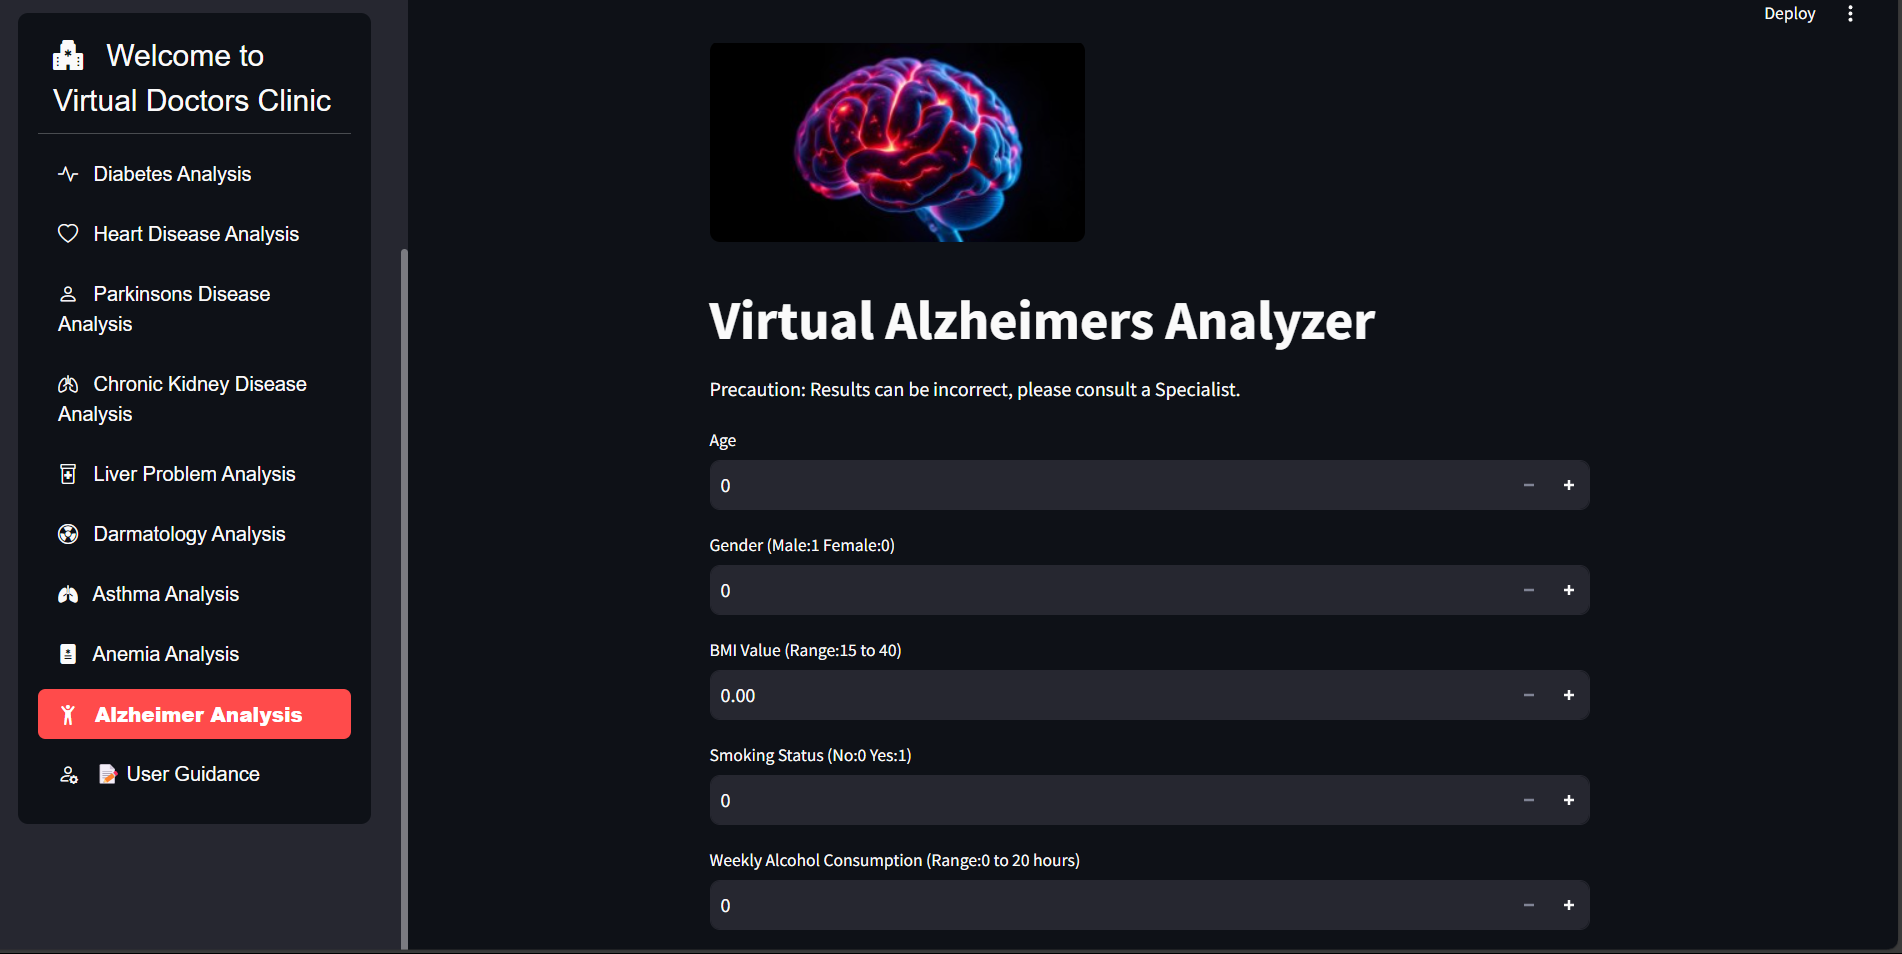 Welcome to
Virtual Doctors Clinic
Diabetes Analysis
Heart Disease Analysis
Parkinsons Disease
Analysis
Chronic Kidney Disease
Analysis
Liver Problem Analysis
Darmatology Analysis
Asthma Analysis
Anemia Analysis
Alzheimer Analysis
📝 User Guidance
Deploy
Virtual Alzheimers Analyzer
Precaution: Results can be incorrect, please consult a Specialist.
Age
0
Gender (Male:1 Female:0)
0
BMI Value (Range:15 to 40)
0.00
Smoking Status (No:0 Yes:1)
0
Weekly Alcohol Consumption (Range:0 to 20 hours)
0